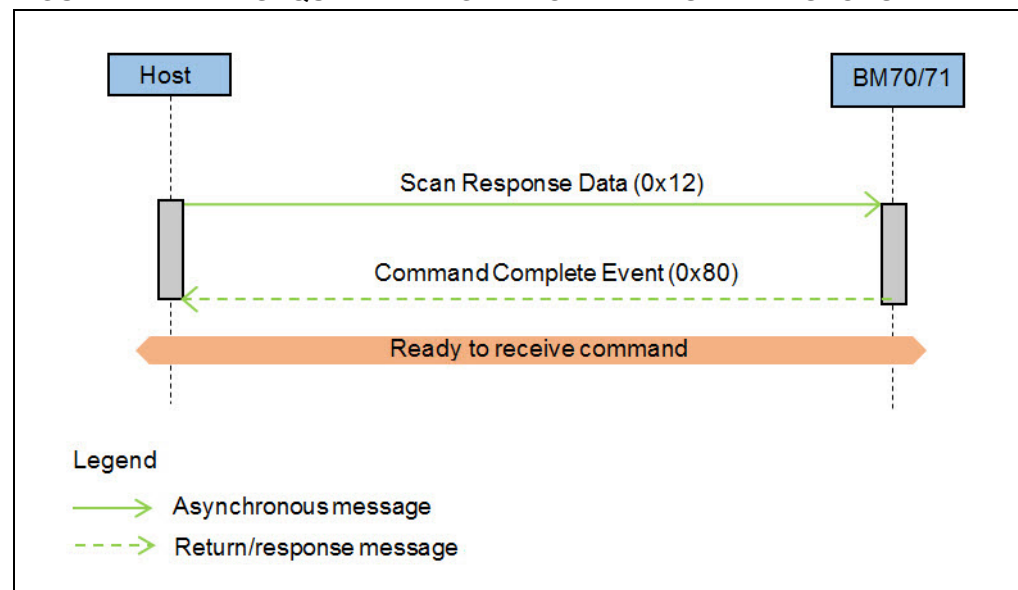 Host
BM70/71
Scan Response Data (0x12)
Command Complete Event (0x80)
Ready to receive command
Legend
Asynchronous message
Return/response message